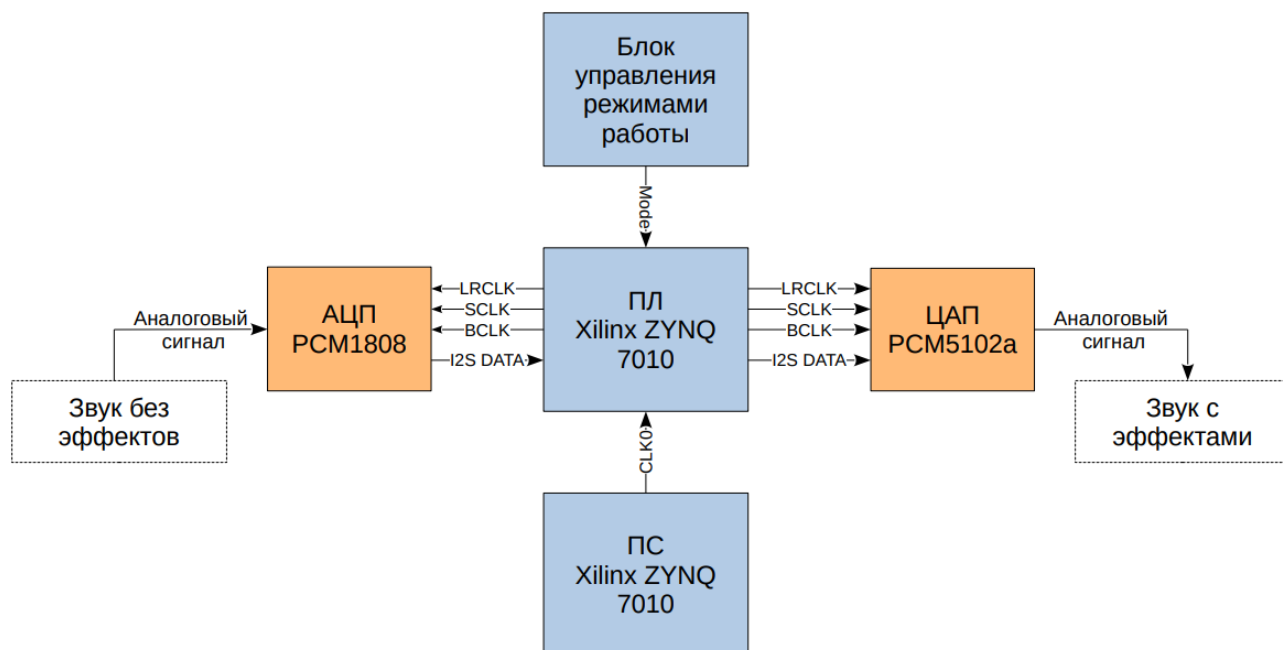 Блок
управления
режимами
работы
Mode
LRCLK
SCLK
BCLK
I2S DATA
АЦП
PCM1808
ПЛ
Xilinx ZYNQ
7010
LRCLK
SCLK
BCLK
I2S DATA
ЦАП
PCM5102a
Аналоговый
сигнал
Аналоговый
сигнал
Звук без
эффектов
Звук с
эффектами
CLK0
ПС
Xilinx ZYNQ
7010